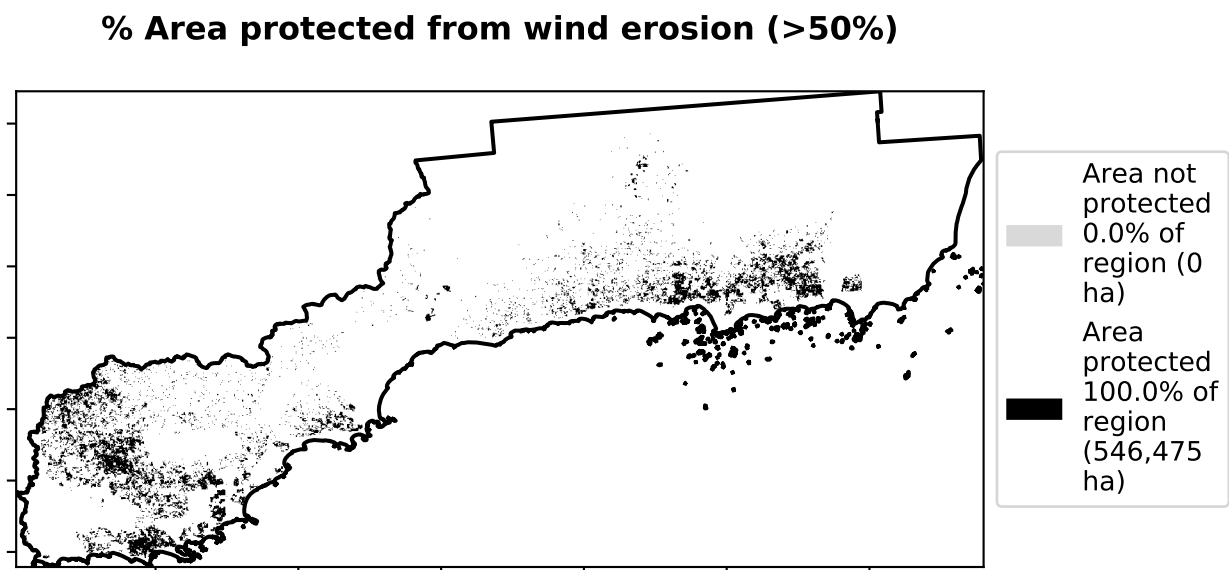 % Area protected from wind erosion (>50%)
Area not
protected
0.0% of
region (0
ha)
Area
protected
100.0% of
region
(546,475
ha)